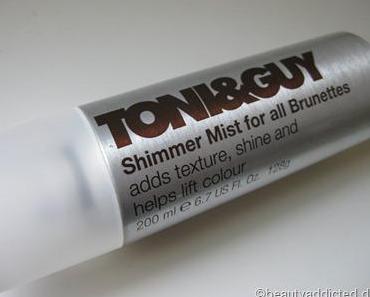 TONI&GUY
Shimmer Mist for all Brunettes
adds texture, shine and
helps lift colour
200 ml e 6.7 US Fl. Oz. 128g
©beautyaddicted.d